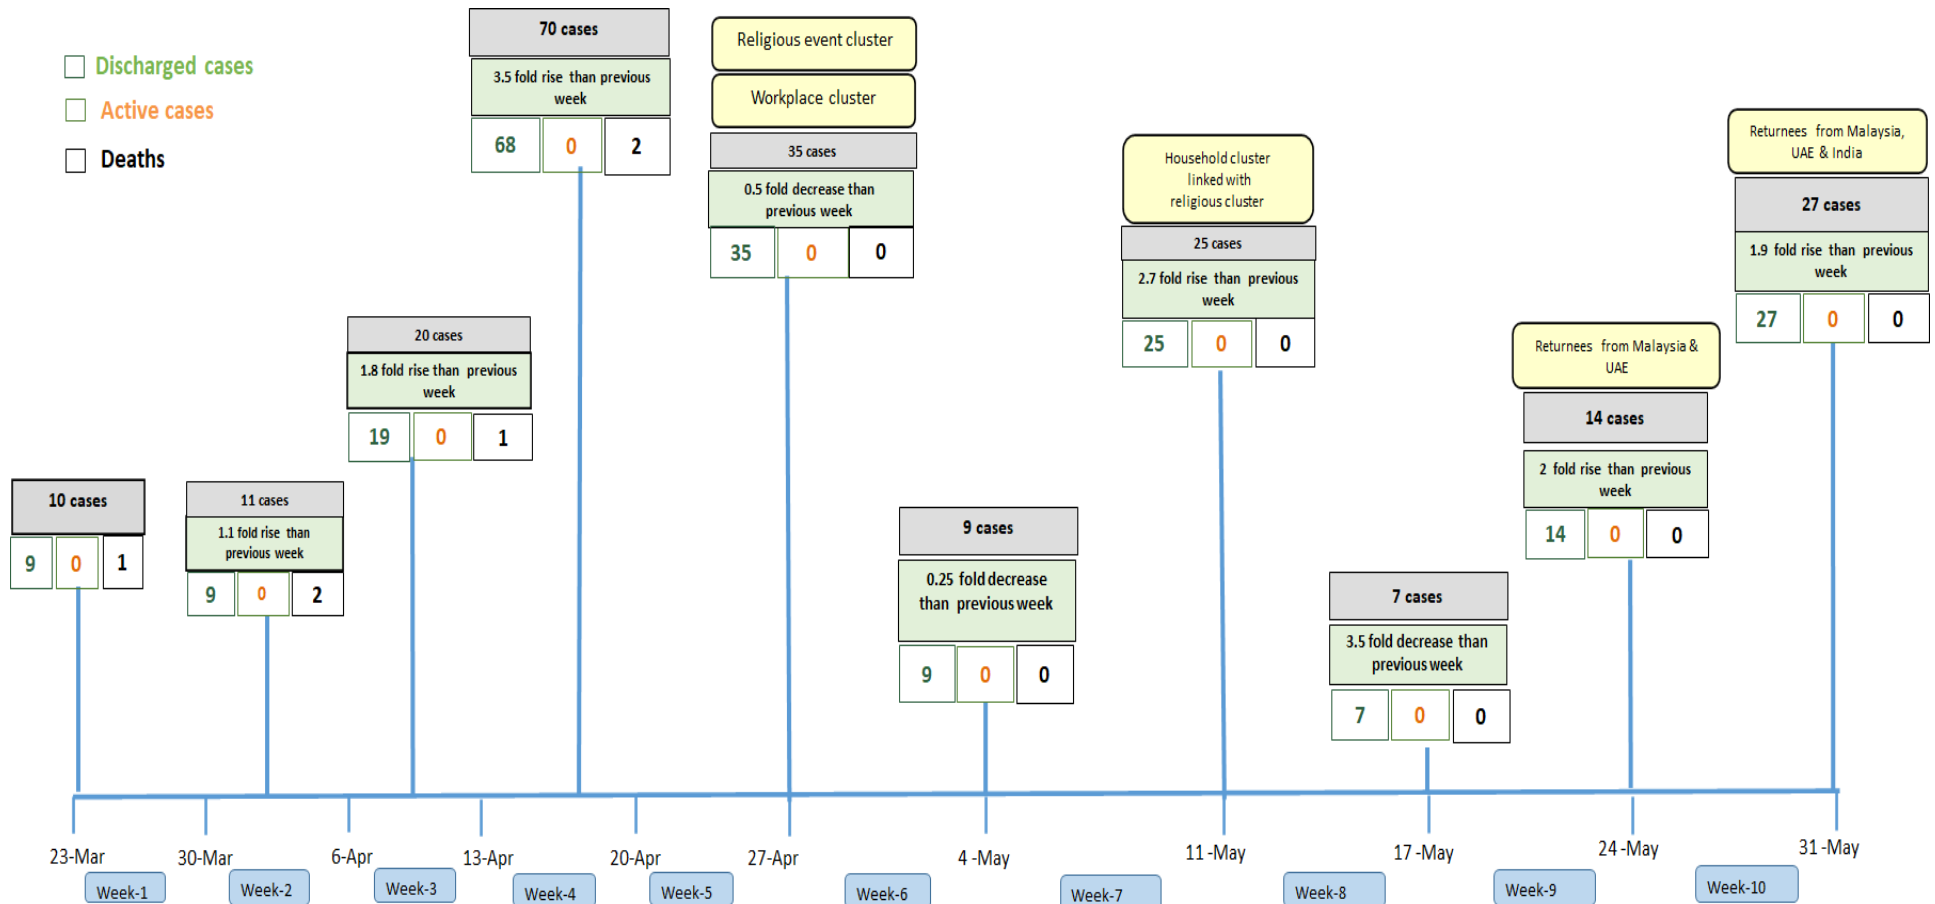 Discharged cases
Active cases
Deaths
10 cases
9 0 1
11 cases
1.1 fold rise than
previous week
9 0 2
20 cases
1.8 fold rise than previous
week
19 0 1
70 cases
3.5 fold rise than previous
week
68 0 2
Religious event cluster
Workplace cluster
35 cases
0.5 fold decrease than
previous week
35 0 0
9 cases
0.25 fold decrease
than previous week
9 0 0
Household cluster
linked with
religious cluster
25 cases
2.7 fold rise than previous
week
25 0 0
7 cases
3.5 fold decrease than
previous week
7 0 0
Returnees from Malaysia &
UAE
14 cases
2 fold rise than previous
week
14 0 0
Returnees from Malaysia,
UAE & India
27 cases
1.9 fold rise than previous
week
27 0 0
23-Mar 30-Mar 6-Apr 13-Apr 20-Apr 27-Apr 4 -May 11 -May 17 -May 24 -May 31 -May
Week-1 Week-2 Week-3 Week-4 Week-5 Week-6 Week-7 Week-8 Week-9 Week-10